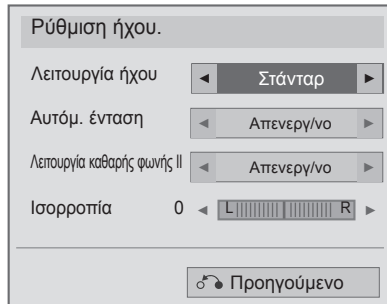 Ρύθμιση ήχου.
Λειτουργία ήχου ◄ Στάνταρ ►
Αυτόμ. ένταση ◄ Απενεργ/νο ►
Λειτουργία καθαρής φωνής II ◄ Απενεργ/νο ►
Ισορροπία 0 ◄ L R ►
Προηγούμενο